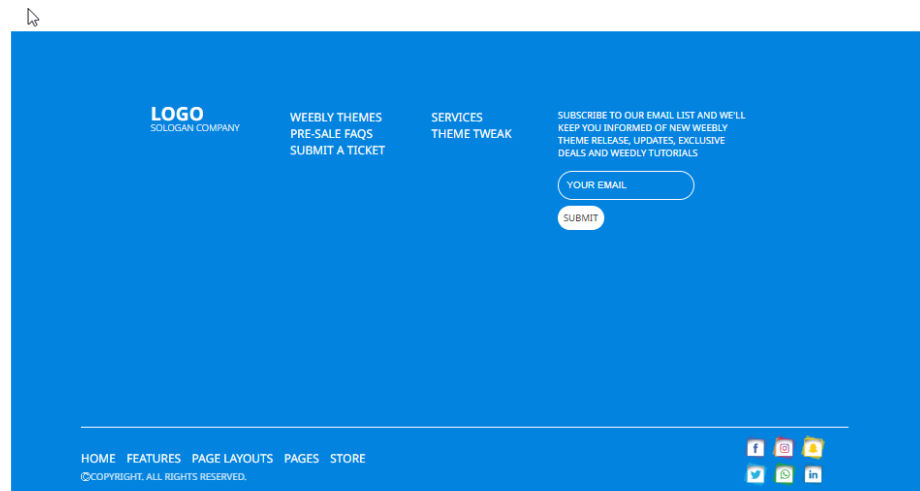 LOGO
SOLOGAN COMPANY
WEEBLY THEMES
PRE-SALE FAQS
SUBMIT A TICKET
SERVICES
THEME TWEAK
SUBSCRIBE TO OUR EMAIL LIST AND WE'LL
KEEP YOU INFORMED OF NEW WEEBLY
THEME RELEASE, UPDATES, EXCLUSIVE
DEALS AND WEEDLY TUTORIALS
YOUR EMAIL
SUBMIT
HOME FEATURES PAGE LAYOUTS PAGES STORE
©COPYRIGHT. ALL RIGHTS RESERVED.